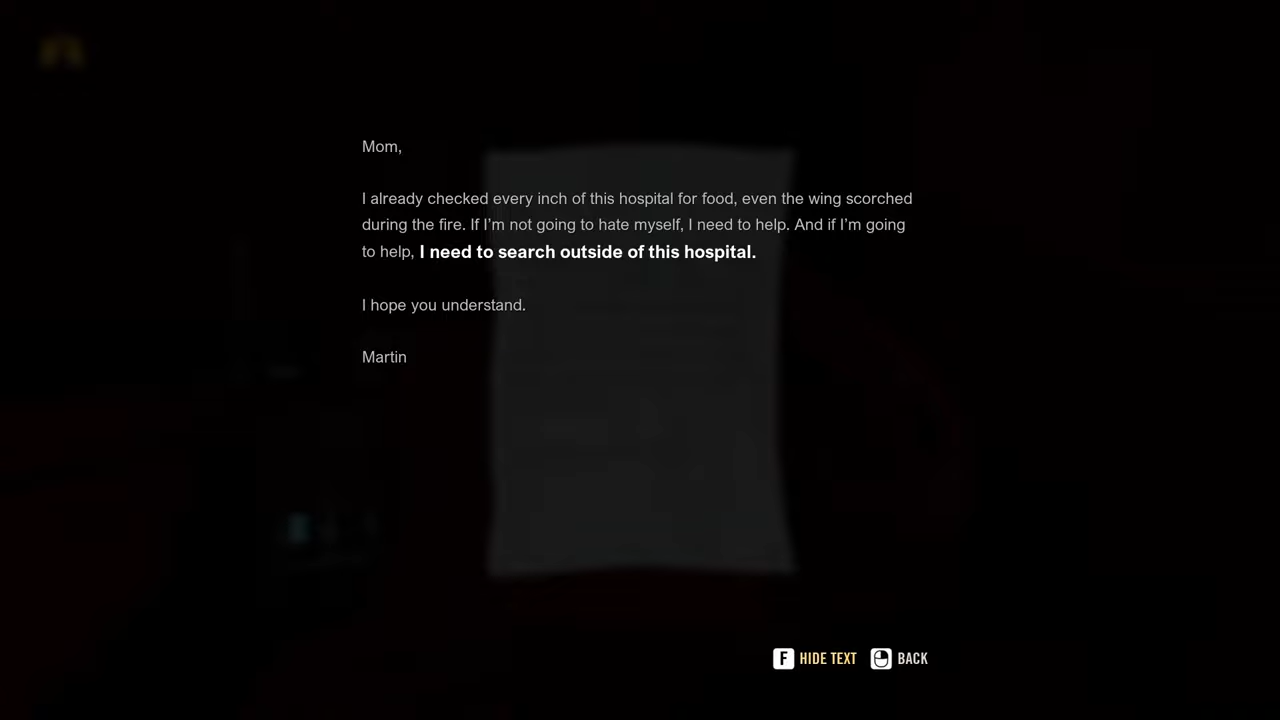 Mom,
I already checked every inch of this hospital for food, even the wing scorched
during the fire. If I'm not going to hate myself, I need to help. And if I'm going
to help, I need to search outside of this hospital.
I hope you understand.
Martin
F HIDE TEXT BACK